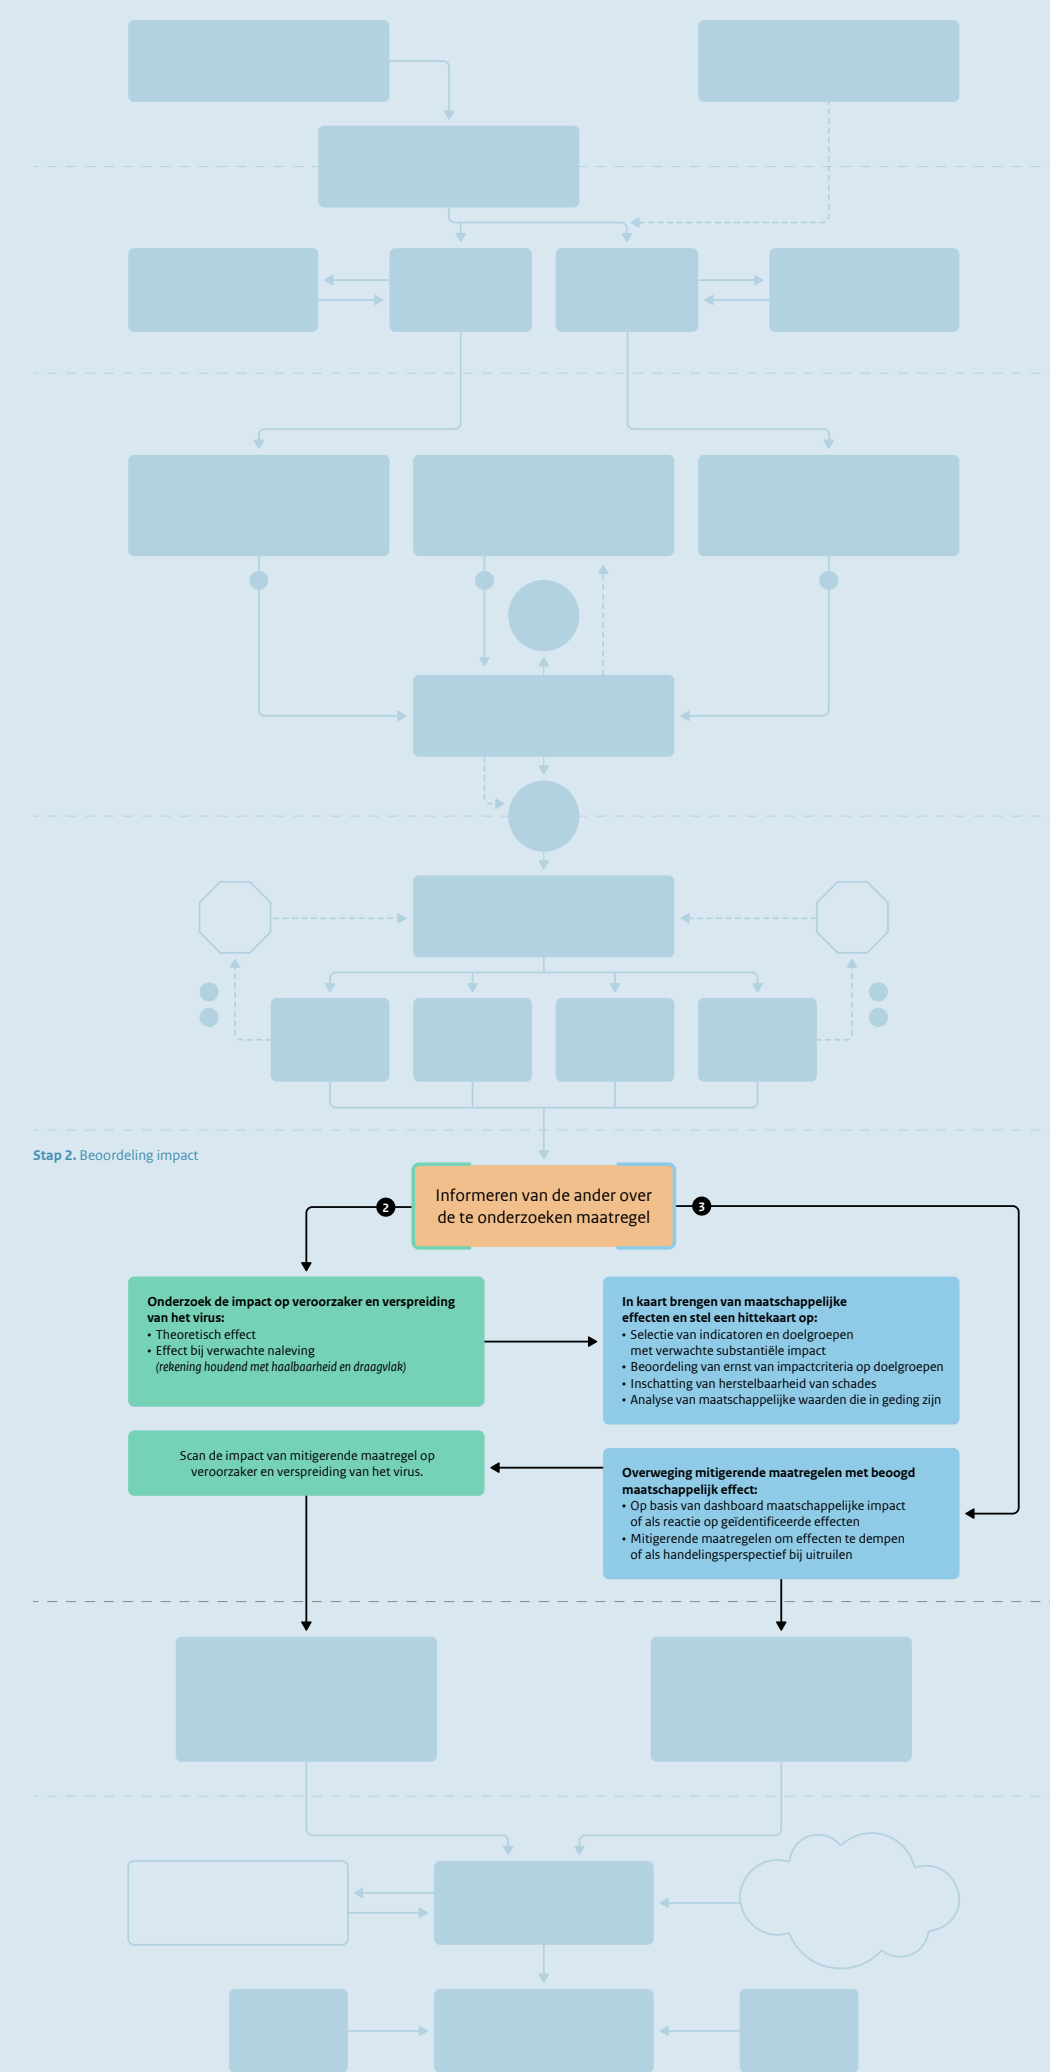 Stap 2. Beoordeling impact
Informeren van de ander over
de te onderzoeken maatregel
2
3
Onderzoek de impact op veroorzaker en verspreiding
van het virus:
• Theoretisch effect
• Effect bij verwachte naleving
(rekening houdend met haalbaarheid en draagvlak)
In kaart brengen van maatschappelijke
effecten en stel een hittekaart op:
• Selectie van indicatoren en doelgroepen
met verwachte substantiële impact
• Beoordeling van ernst van impactcriteria op doelgroepen
• Inschatting van herstelbaarheid van schades
• Analyse van maatschappelijke waarden die in geding zijn
Scan de impact van mitigerende maatregel op
veroorzaker en verspreiding van het virus.
Overweging mitigerende maatregelen met beoogd
maatschappelijk effect:
• Op basis van dashboard maatschappelijke impact
of als reactie op geïdentificeerde effecten
• Mitigerende maatregelen om effecten te dempen
of als handelingsperspectief bij uitruilen